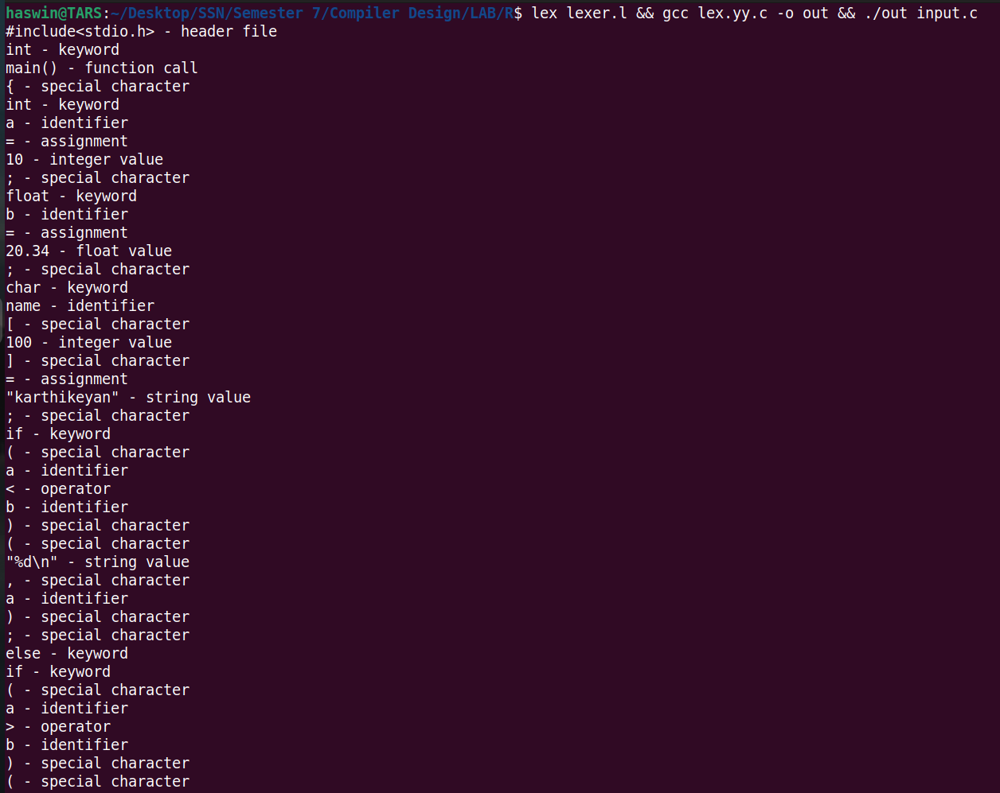 haswin@TARS:~/Desktop/SSN/Semester 7/Compiler Design/LAB/R$ lex lexer.l && gcc lex.yy.c -o out && ./out input.c
#include<stdio.h> - header file
int - keyword
main() - function call
{ - special character
int - keyword
a - identifier
= - assignment
10 - integer value
; - special character
float - keyword
b - identifier
= - assignment
20.34 - float value
; - special character
char - keyword
name - identifier
[ - special character
100 - integer value
] - special character
= - assignment
"karthikeyan" - string value
; - special character
if - keyword
( - special character
a - identifier
< - operator
b - identifier
) - special character
( - special character
"%d\n" - string value
, - special character
a - identifier
) - special character
; - special character
else - keyword
if - keyword
( - special character
a - identifier
> - operator
b - identifier
) - special character
( - special character